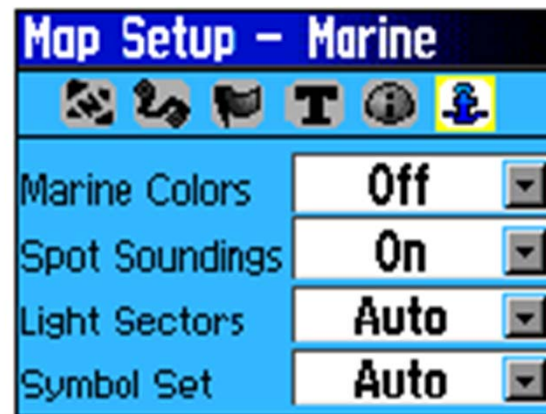 Map Setup – Marine
Marine Colors Off
Spot Soundings On
Light Sectors Auto
Symbol Set Auto